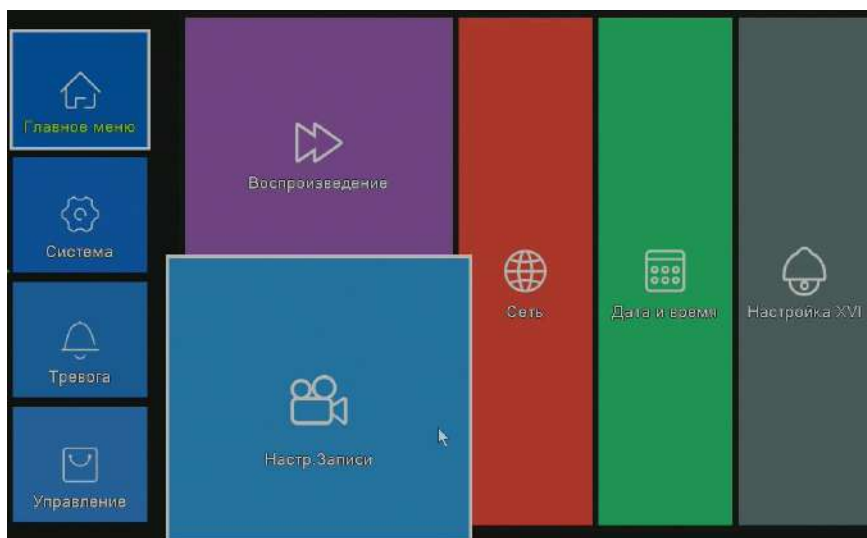 Главное меню
Система
Тревога
Управление
Воспроизведение
Настр.Записи
Сеть
Дата и время
Настройка XVI